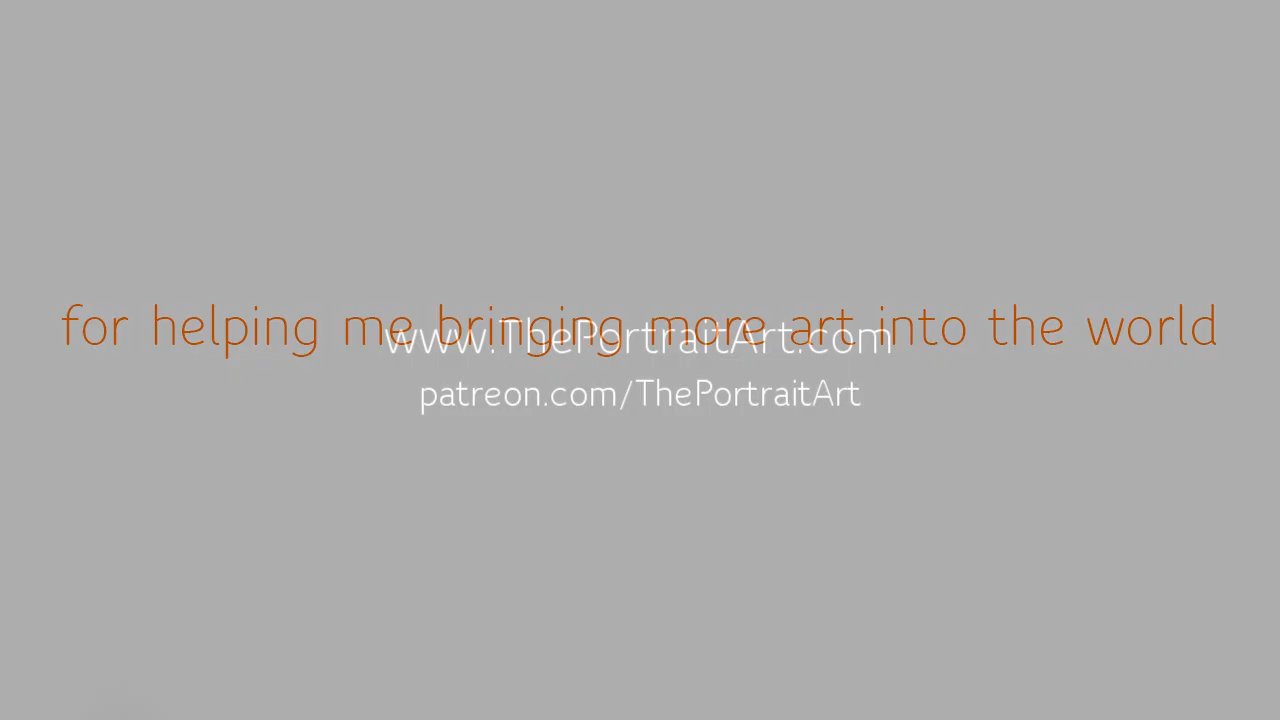 for helping me bringing more art into the world
www.ThePortraitArt.com
patreon.com/ThePortraitArt